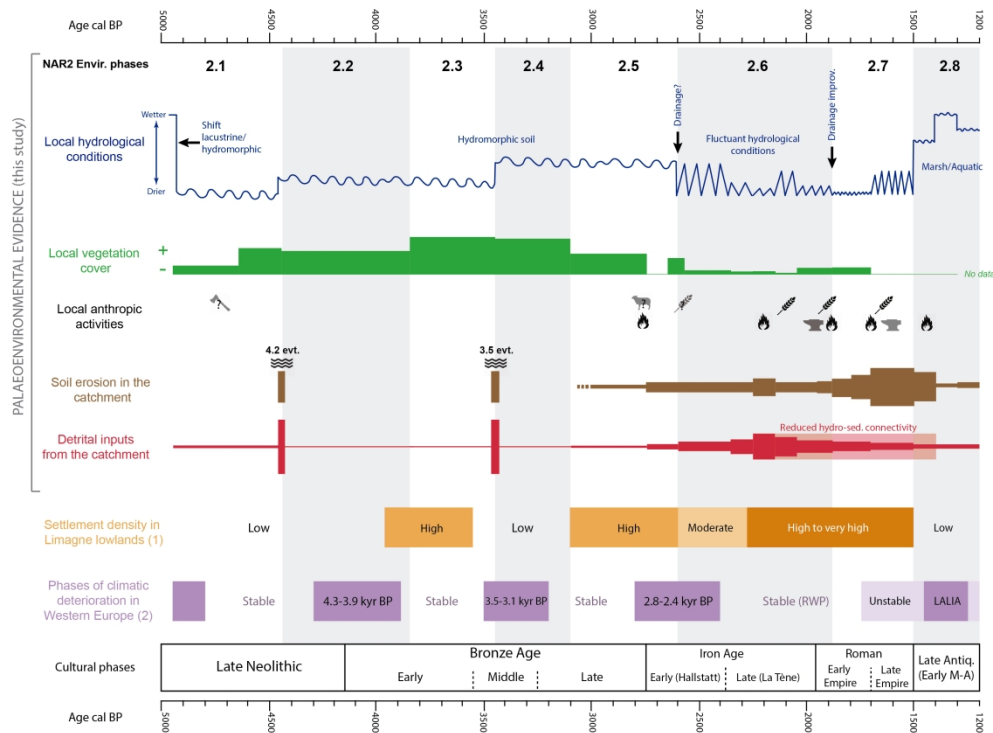 Age cal BP
5000
4500
4000
3500
3000
2500
2000
1500
1200
PALAEOENVIRONMENTAL EVIDENCE (this study)
NAR2 Envir. phases
2.1
2.2
2.3
2.4
2.5
2.6
2.7
2.8
Local hydrological
conditions
Wetter
Drier
Shift
lacustrine/
hydromorphic
Hydromorphic soil
Drainage?
Fluctuant hydrological
conditions
Drainage improv.
Marsh/Aquatic
Local vegetation
cover
+
-
No data
Local anthropic
activities
?
?
?
4.2 evt.
3.5 evt.
Soil erosion in the
catchment
Detrital inputs
from the catchment
Reduced hydro-sed. connectivity
Settlement density in
Limagne lowlands (1)
Low
High
Low
High
Moderate
High to very high
Low
Phases of climatic
deterioration in
Western Europe (2)
Stable
4.3-3.9 kyr BP
Stable
3.5-3.1 kyr BP
Stable
2.8-2.4 kyr BP
Stable (RWP)
Unstable
LALIA
Cultural phases
Late Neolithic
Bronze Age
Early
Middle
Late
Iron Age
Early (Hallstatt)
Late (La Tène)
Roman
Early
Empire
Late
Empire
Late Antiq.
(Early M-A)
Age cal BP
5000
4500
4000
3500
3000
2500
2000
1500
1200